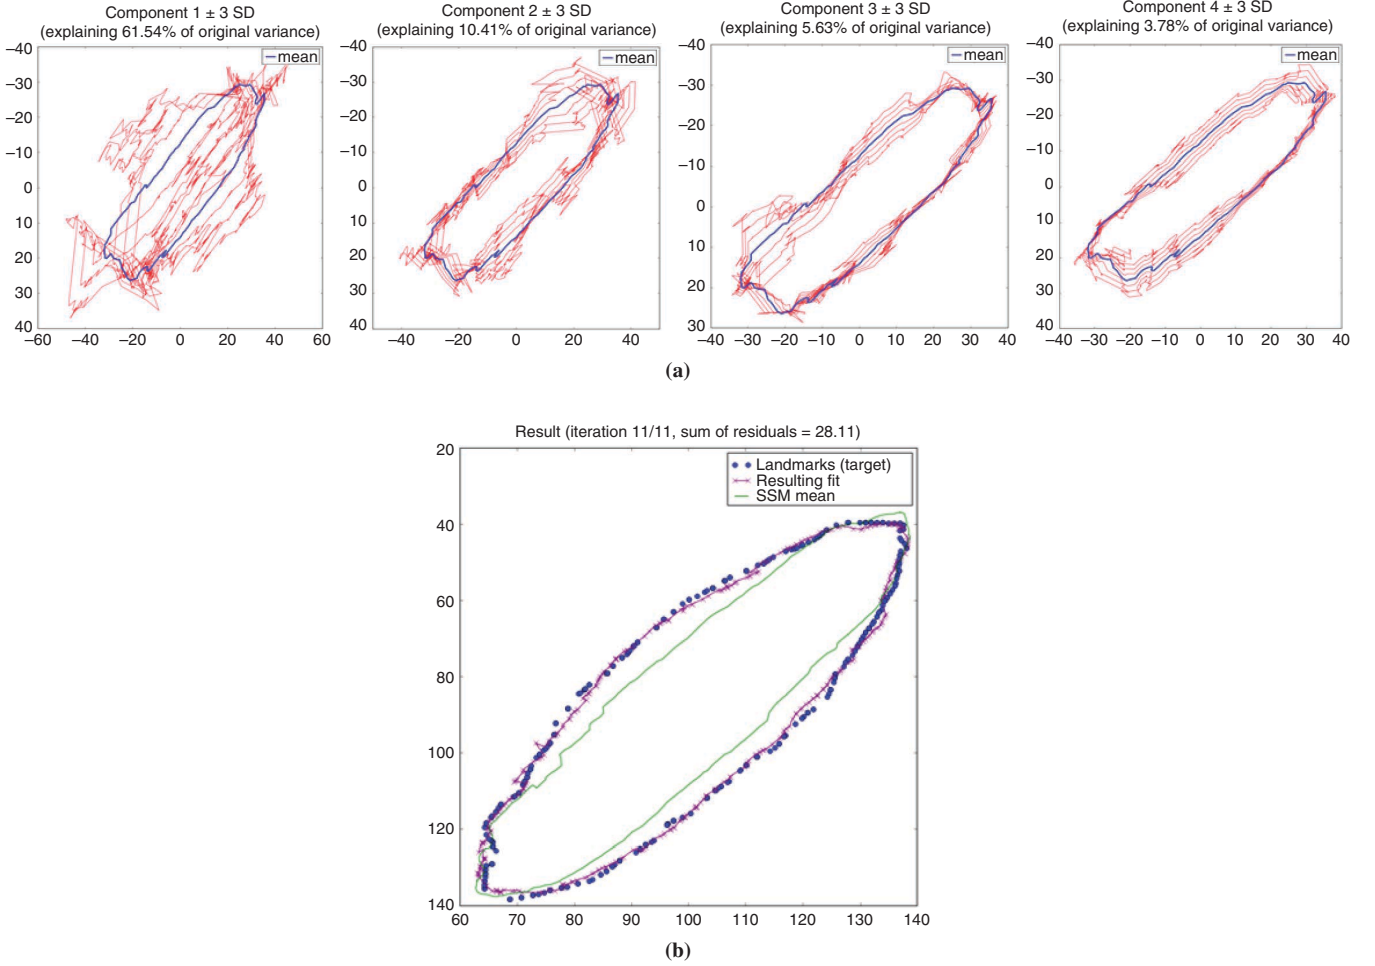 Component 1 ± 3 SD
(explaining 61.54% of original variance)
Component 2 ± 3 SD
(explaining 10.41% of original variance)
Component 3 ± 3 SD
(explaining 5.63% of original variance)
Component 4 ± 3 SD
(explaining 3.78% of original variance)
mean
–40
–30
–20
–10
0
10
20
30
40
–60 –40 –20 0 20 40 60
mean
–40
–30
–20
–10
0
10
20
30
40
–40 –20 0 20 40
mean
–40
–30
–20
–10
0
10
20
30
–40 –30 –20 –10 0 10 20 30 40
mean
–40
–30
–20
–10
0
10
20
30
40
–40 –30 –20 –10 0 10 20 30 40
(a)
Result (iteration 11/11, sum of residuals = 28.11)
Landmarks (target)
Resulting fit
SSM mean
20
40
60
80
100
120
140
60 70 80 90 100 110 120 130 140
(b)